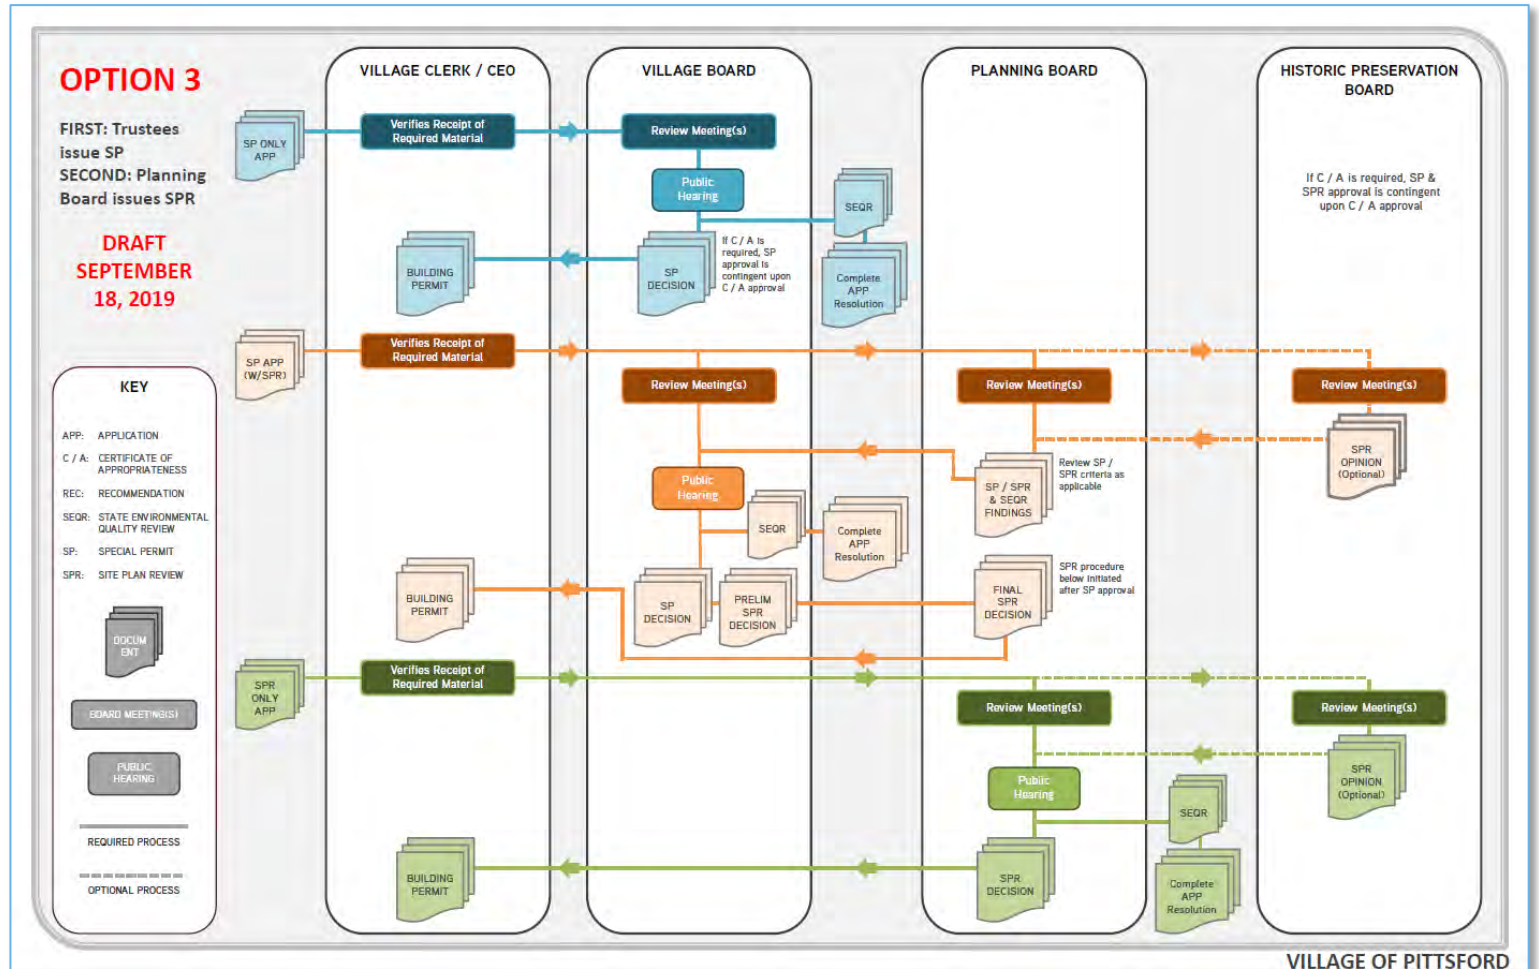 OPTION 3
FIRST: Trustees
issue SP
SECOND: Planning
Board issues SPR
DRAFT
SEPTEMBER
18, 2019
KEY
APP: APPLICATION
C / A: CERTIFICATE OF
APPROPRIATENESS
REC: RECOMMENDATION
SEQR: STATE ENVIRONMENTAL
QUALITY REVIEW
SP: SPECIAL PERMIT
SPR: SITE PLAN REVIEW
DOCUM
ENT
BOARD MEETING(S)
PUBLIC
HEARING
REQUIRED PROCESS
OPTIONAL PROCESS
VILLAGE CLERK / CEO
VILLAGE BOARD
PLANNING BOARD
HISTORIC PRESERVATION
BOARD
SP ONLY
APP
Verifies Receipt of
Required Material
Review Meeting(s)
Public
Hearing
SEQR
Complete
APP
Resolution
SP
DECISION
If C / A is
required, SP
approval is
contingent upon
C / A approval
BUILDING
PERMIT
If C / A is required, SP &
SPR approval is contingent
upon C / A approval
SP APP
(W/SPR)
Verifies Receipt of
Required Material
Review Meeting(s)
Review Meeting(s)
Review Meeting(s)
SPR
OPINION
(Optional)
SP / SPR
& SEQR
FINDINGS
Review SP /
SPR criteria as
applicable
Public
Hearing
SEQR
Complete
APP
Resolution
SP
DECISION
PRELIM
SPR
DECISION
FINAL
SPR
DECISION
SPR procedure
below initiated
after SP approval
BUILDING
PERMIT
SPR
ONLY
APP
Verifies Receipt of
Required Material
Review Meeting(s)
Review Meeting(s)
SPR
OPINION
(Optional)
Public
Hearing
SEQR
Complete
APP
Resolution
SPR
DECISION
BUILDING
PERMIT
VILLAGE OF PITTSFORD